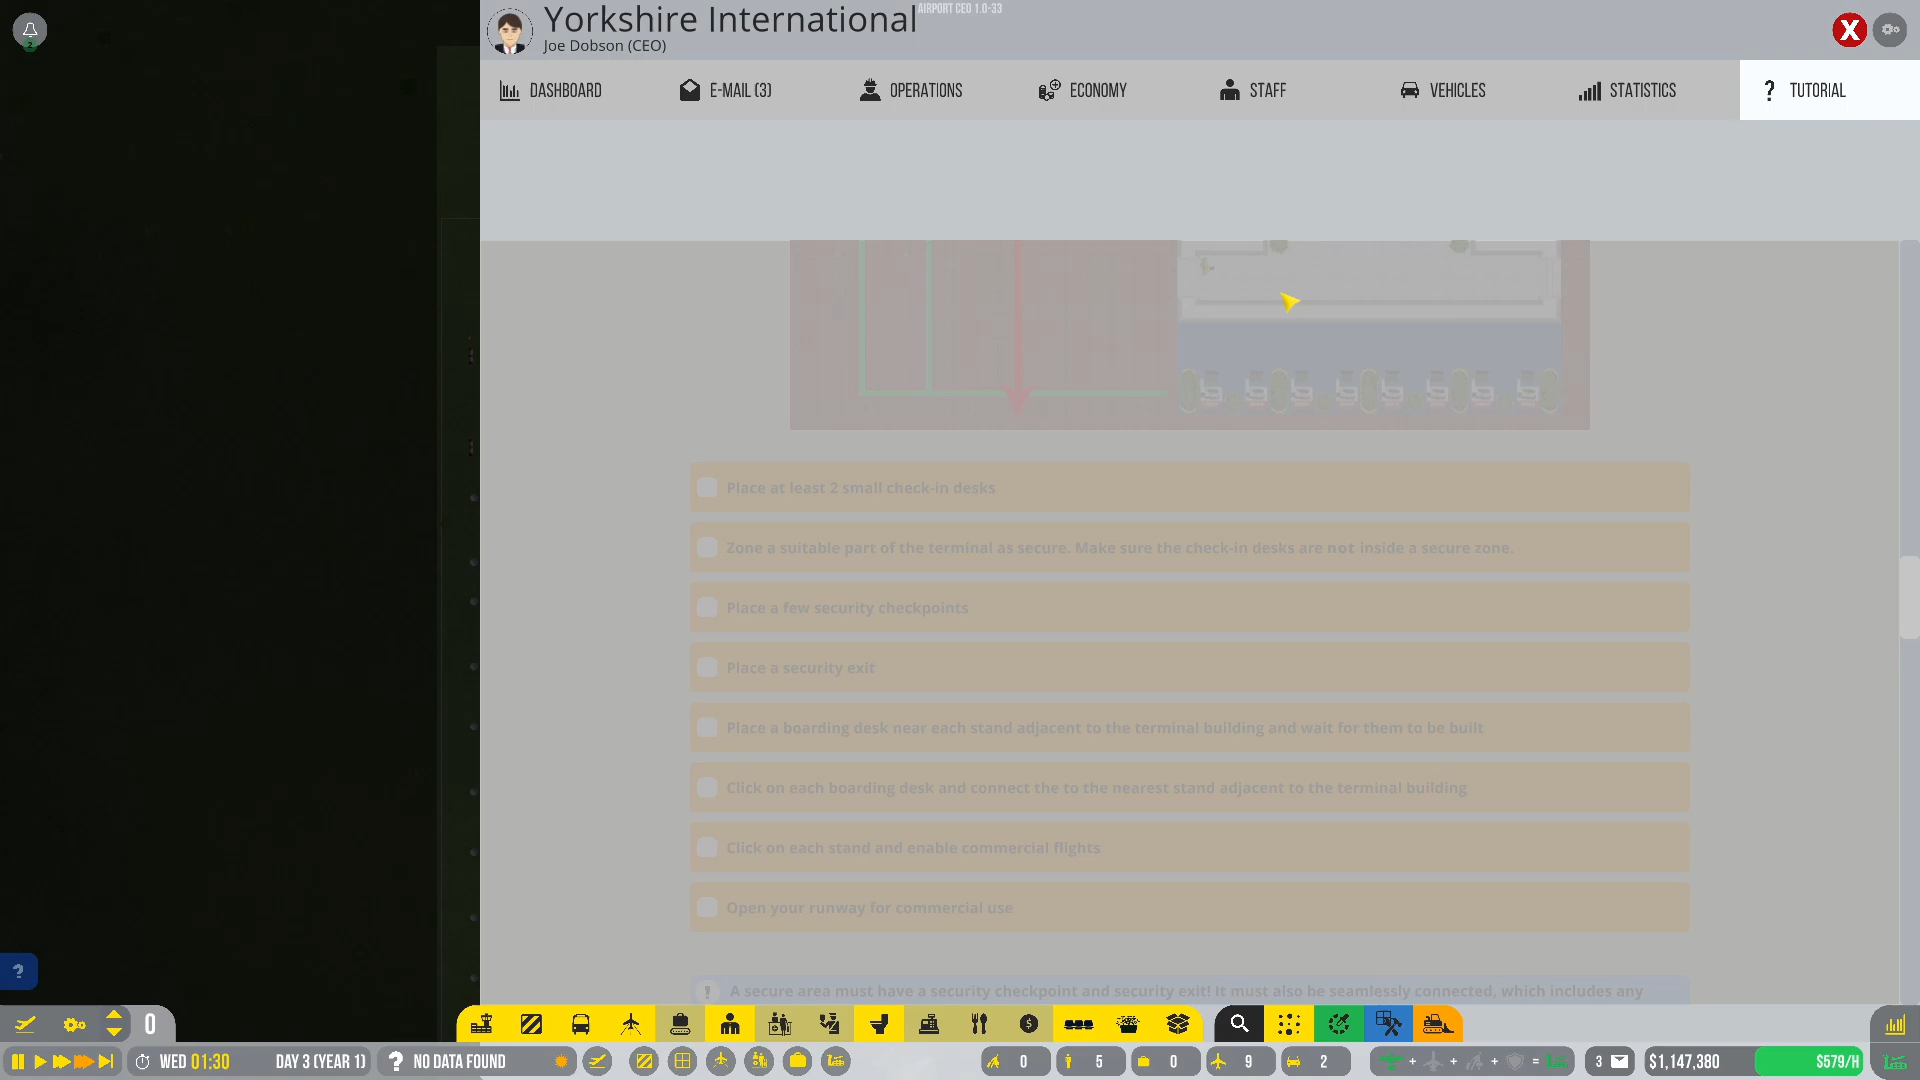 AIRPORT CEO 1.0-33
Yorkshire International
Joe Dobson (CEO)
X
DASHBOARD
E-MAIL (3)
OPERATIONS
ECONOMY
STAFF
VEHICLES
STATISTICS
? TUTORIAL
2
Place at least 2 small check-in desks
Zone a suitable part of the terminal as secure. Make sure the check-in desks are not inside a secure zone.
Place a few security checkpoints
Place a security exit
Place a boarding desk near each stand adjacent to the terminal building and wait for them to be built
Click on each boarding desk and connect the to the nearest stand adjacent to the terminal building
Click on each stand and enable commercial flights
Open your runway for commercial use
! A secure area must have a security checkpoint and security exit! It must also be seamlessly connected, which includes any
?
0
WED 01:30 DAY 3 (YEAR 1)
? NO DATA FOUND
0
5
0
9
2
+ + + =
3
$1,147,380
$579/H